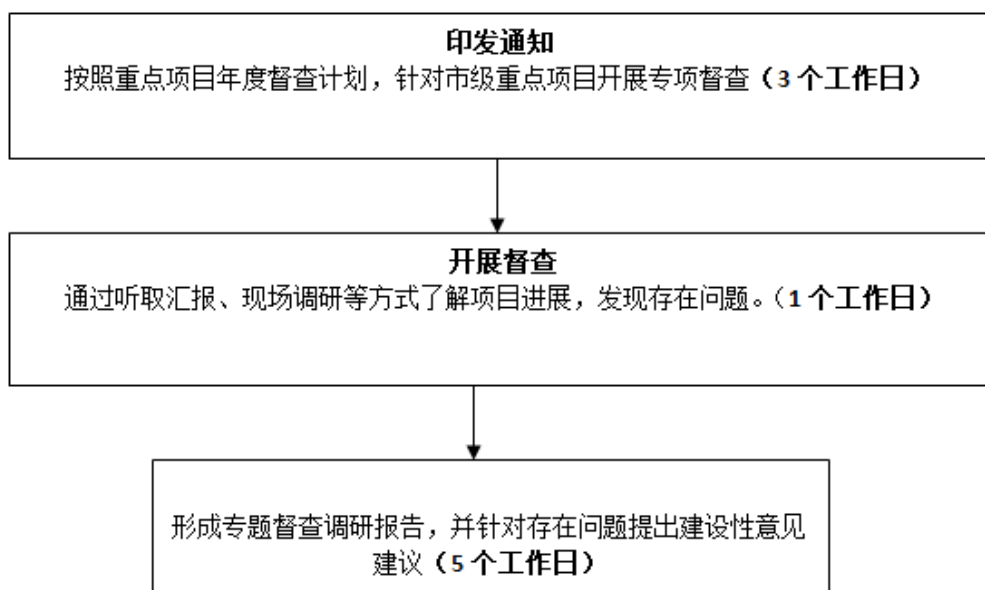 印发通知
按照重点项目年度督查计划，针对市级重点项目开展专项督查（3 个工作日）
开展督查
通过听取汇报、现场调研等方式了解项目进展，发现存在问题。（1 个工作日）
形成专题督查调研报告，并针对存在问题提出建设性意见
建议（5 个工作日）